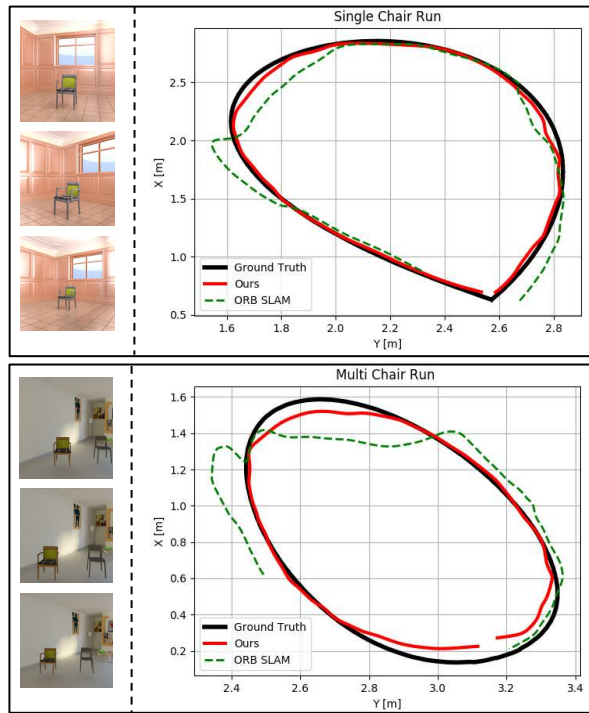 Single Chair Run
2.5
2.0
1.5
1.0
0.5
X [m]
Ground Truth
Ours
ORB SLAM
1.6 1.8 2.0 2.2 2.4 2.6 2.8
Y [m]
Multi Chair Run
1.6
1.4
1.2
1.0
0.8
0.6
0.4
0.2
X [m]
Ground Truth
Ours
ORB SLAM
2.4 2.6 2.8 3.0 3.2 3.4
Y [m]